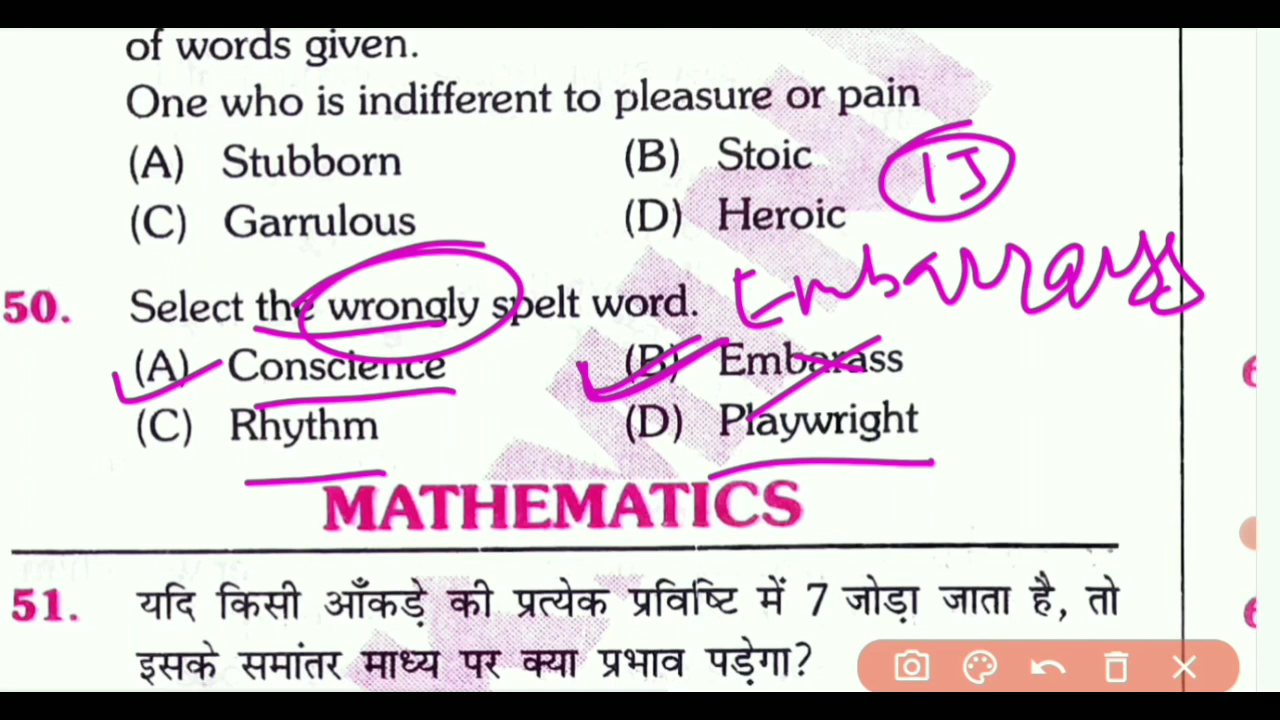 of words given.
One who is indifferent to pleasure or pain
(A) Stubborn (B) Stoic
(C) Garrulous (D) Heroic
15
50. Select the wrongly spelt word. Embarrass
(A) Conscience (B) Embarass
(C) Rhythm (D) Playwright
MATHEMATICS
51. यदि किसी आँकड़े की प्रत्येक प्रविष्टि में 7 जोड़ा जाता है, तो
इसके समांतर माध्य पर क्या प्रभाव पड़ेगा?